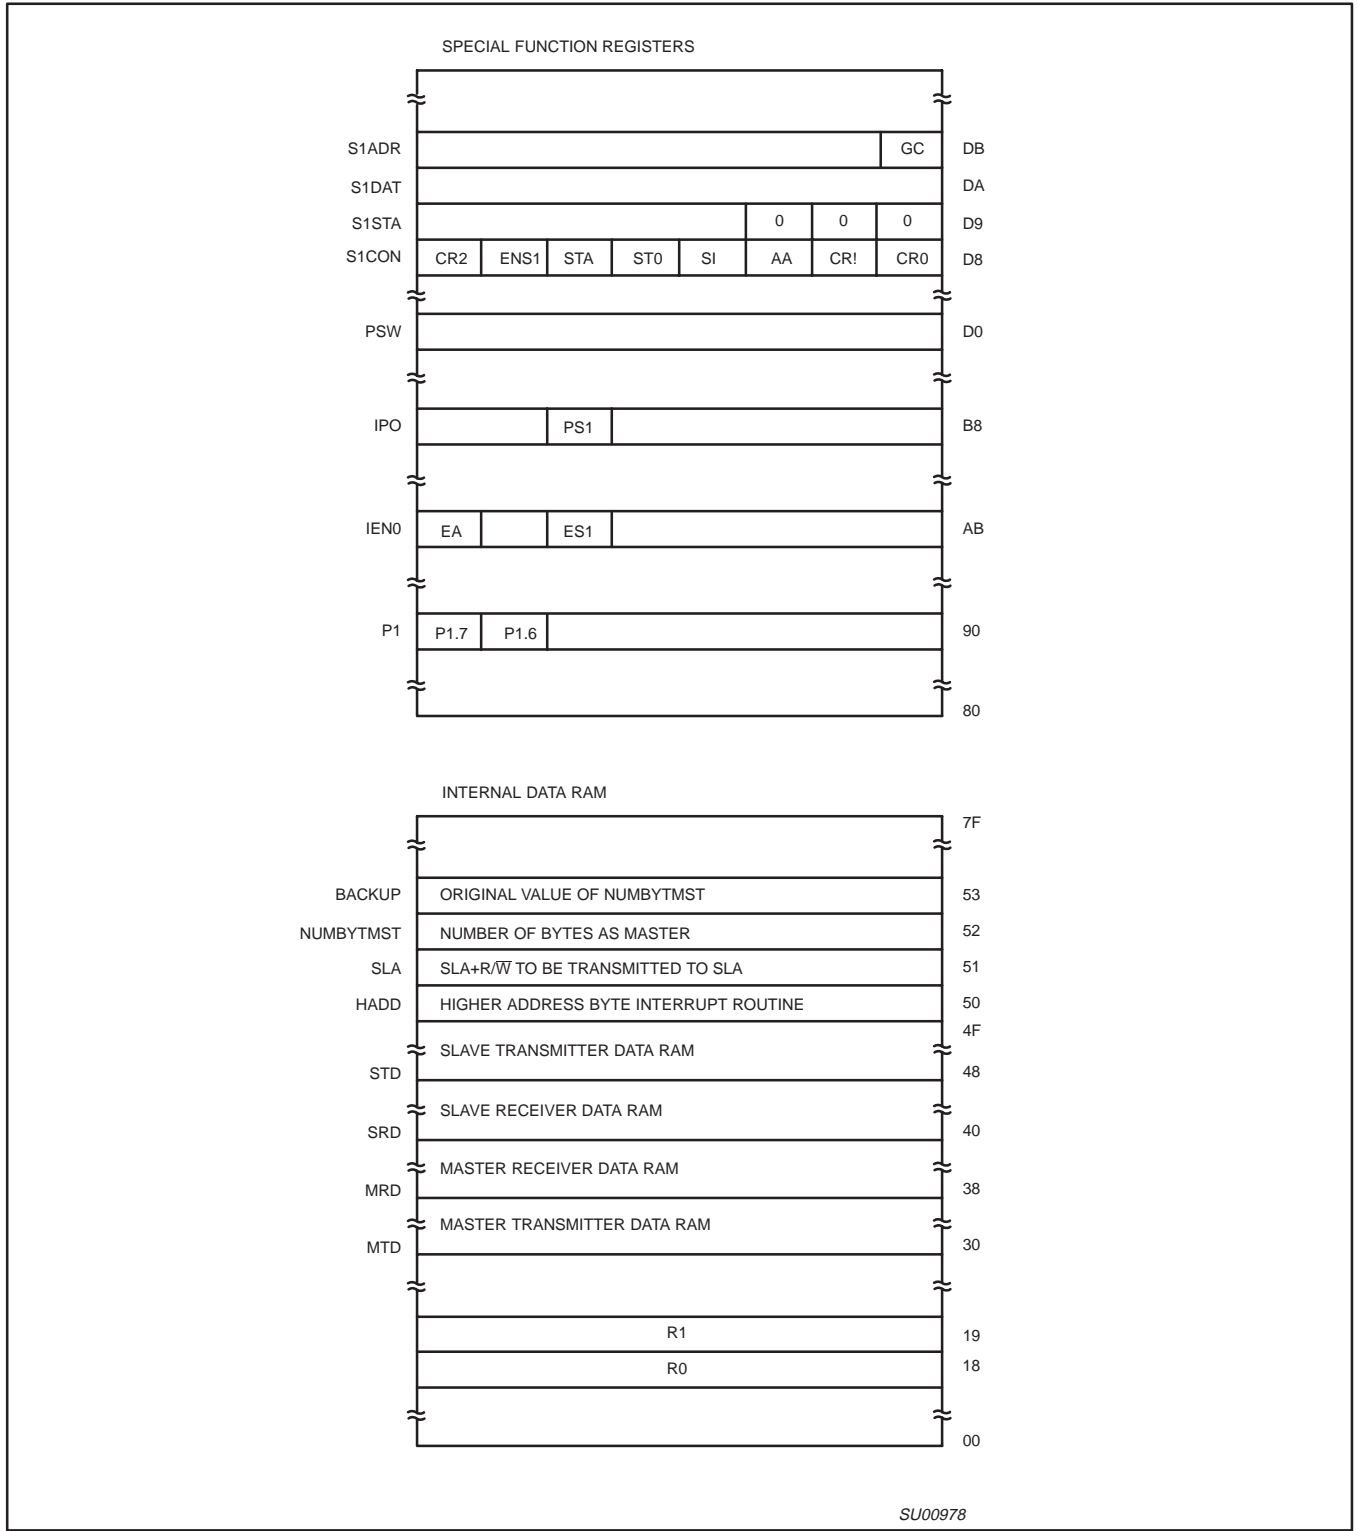 SPECIAL FUNCTION REGISTERS
S1ADR GC DB
S1DAT DA
S1STA 0 0 0 D9
S1CON CR2 ENS1 STA ST0 SI AA CR! CR0 D8
PSW D0
IPO PS1 B8
IEN0 EA ES1 AB
P1 P1.7 P1.6 90
80
INTERNAL DATA RAM
7F
BACKUP ORIGINAL VALUE OF NUMBYTMST 53
NUMBYTMST NUMBER OF BYTES AS MASTER 52
SLA SLA+R/W̅ TO BE TRANSMITTED TO SLA 51
HADD HIGHER ADDRESS BYTE INTERRUPT ROUTINE 50
4F
SLAVE TRANSMITTER DATA RAM
STD 48
SLAVE RECEIVER DATA RAM
SRD 40
MASTER RECEIVER DATA RAM
MRD 38
MASTER TRANSMITTER DATA RAM
MTD 30
R1 19
R0 18
00
SU00978